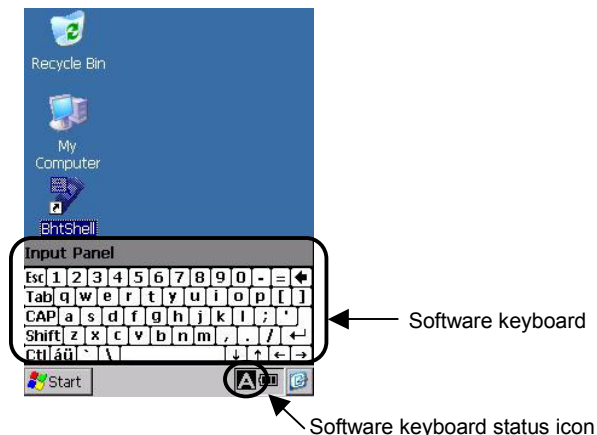 Recycle Bin
My
Computer
BhtShell
Input Panel
Esc 1 2 3 4 5 6 7 8 9 0 - =
Tab q w e r t y u i o p [ ]
CAP a s d f g h j k l ; '
Software keyboard
Shift z x c v b n m , . /
Ctl áü ` \
Start
A
Software keyboard status icon